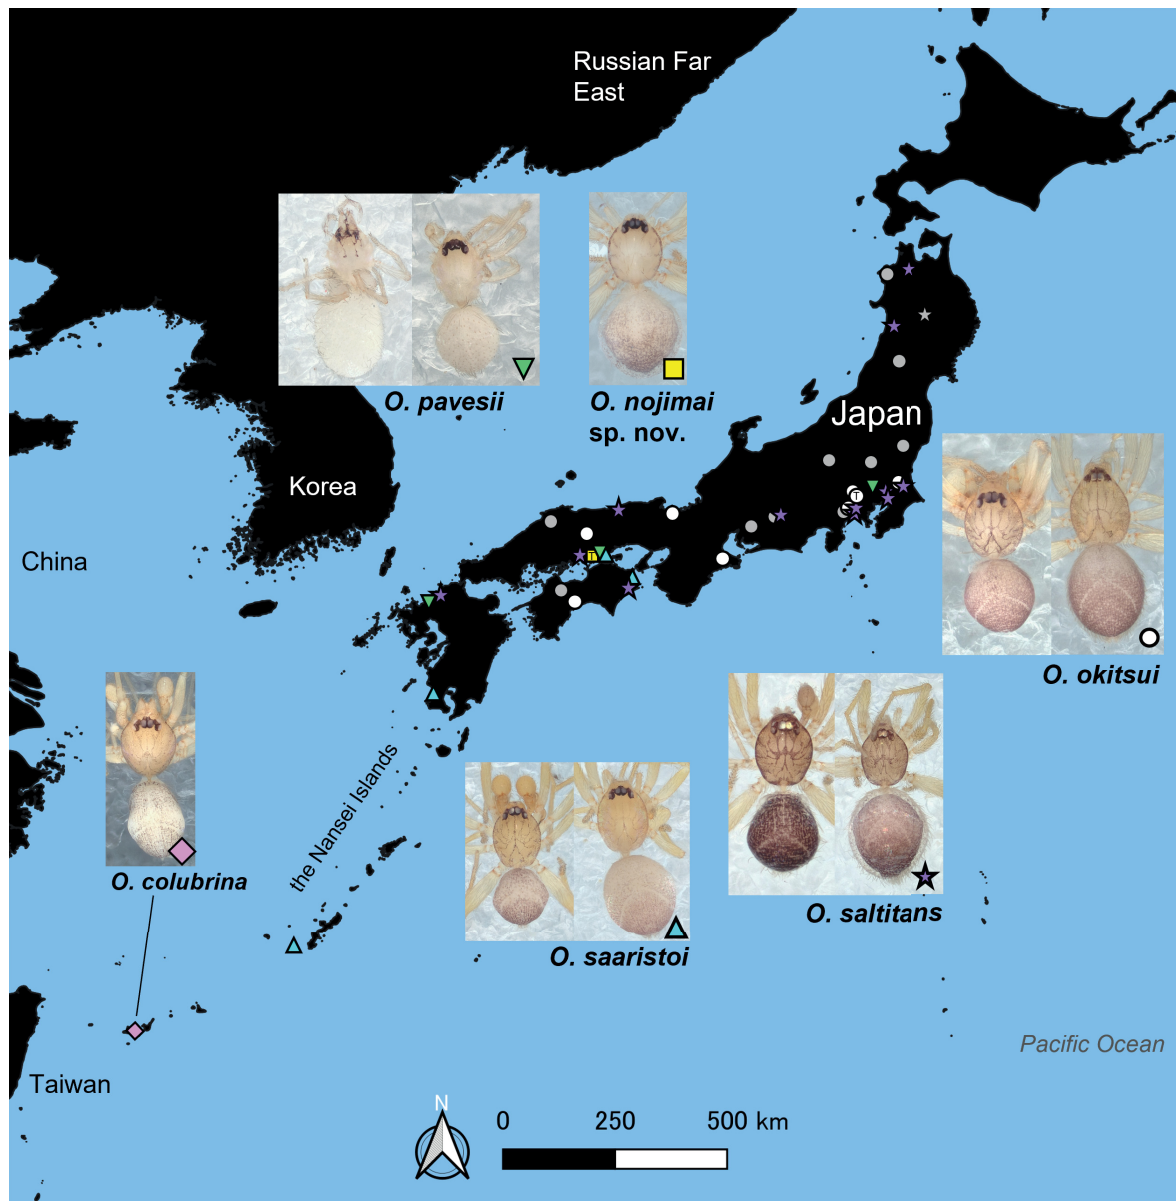 Russian Far
East
O. pavesii
O. nojimai
sp. nov.
Japan
Korea
T
China
T
O. okitsui
the Nansei Islands
O. colubrina
O. saltitans
O. saaristoi
Pacific Ocean
Taiwan
N
0 250 500 km